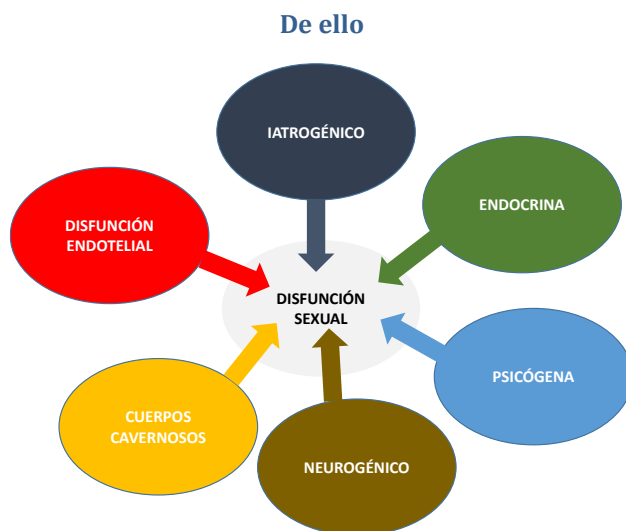 De ello
IATROGÉNICO
ENDOCRINA
DISFUNCIÓN
ENDOTELIAL
DISFUNCIÓN
SEXUAL
PSICÓGENA
CUERPOS
CAVERNOSOS
NEUROGÉNICO